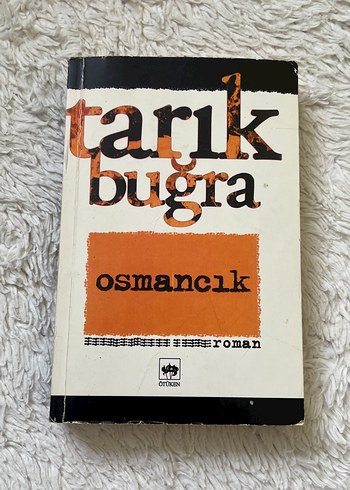 tarık
buğra
osmancık
roman
ÖTÜKEN